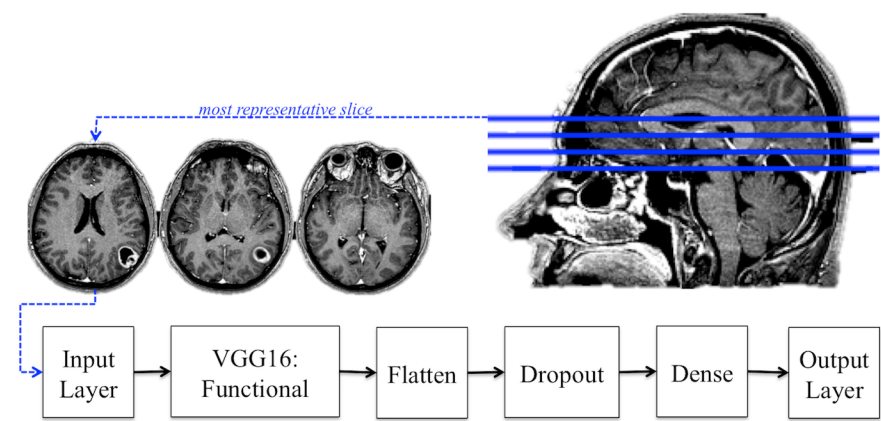 most representative slice
Input
Layer
VGG16:
Functional
Flatten
Dropout
Dense
Output
Layer